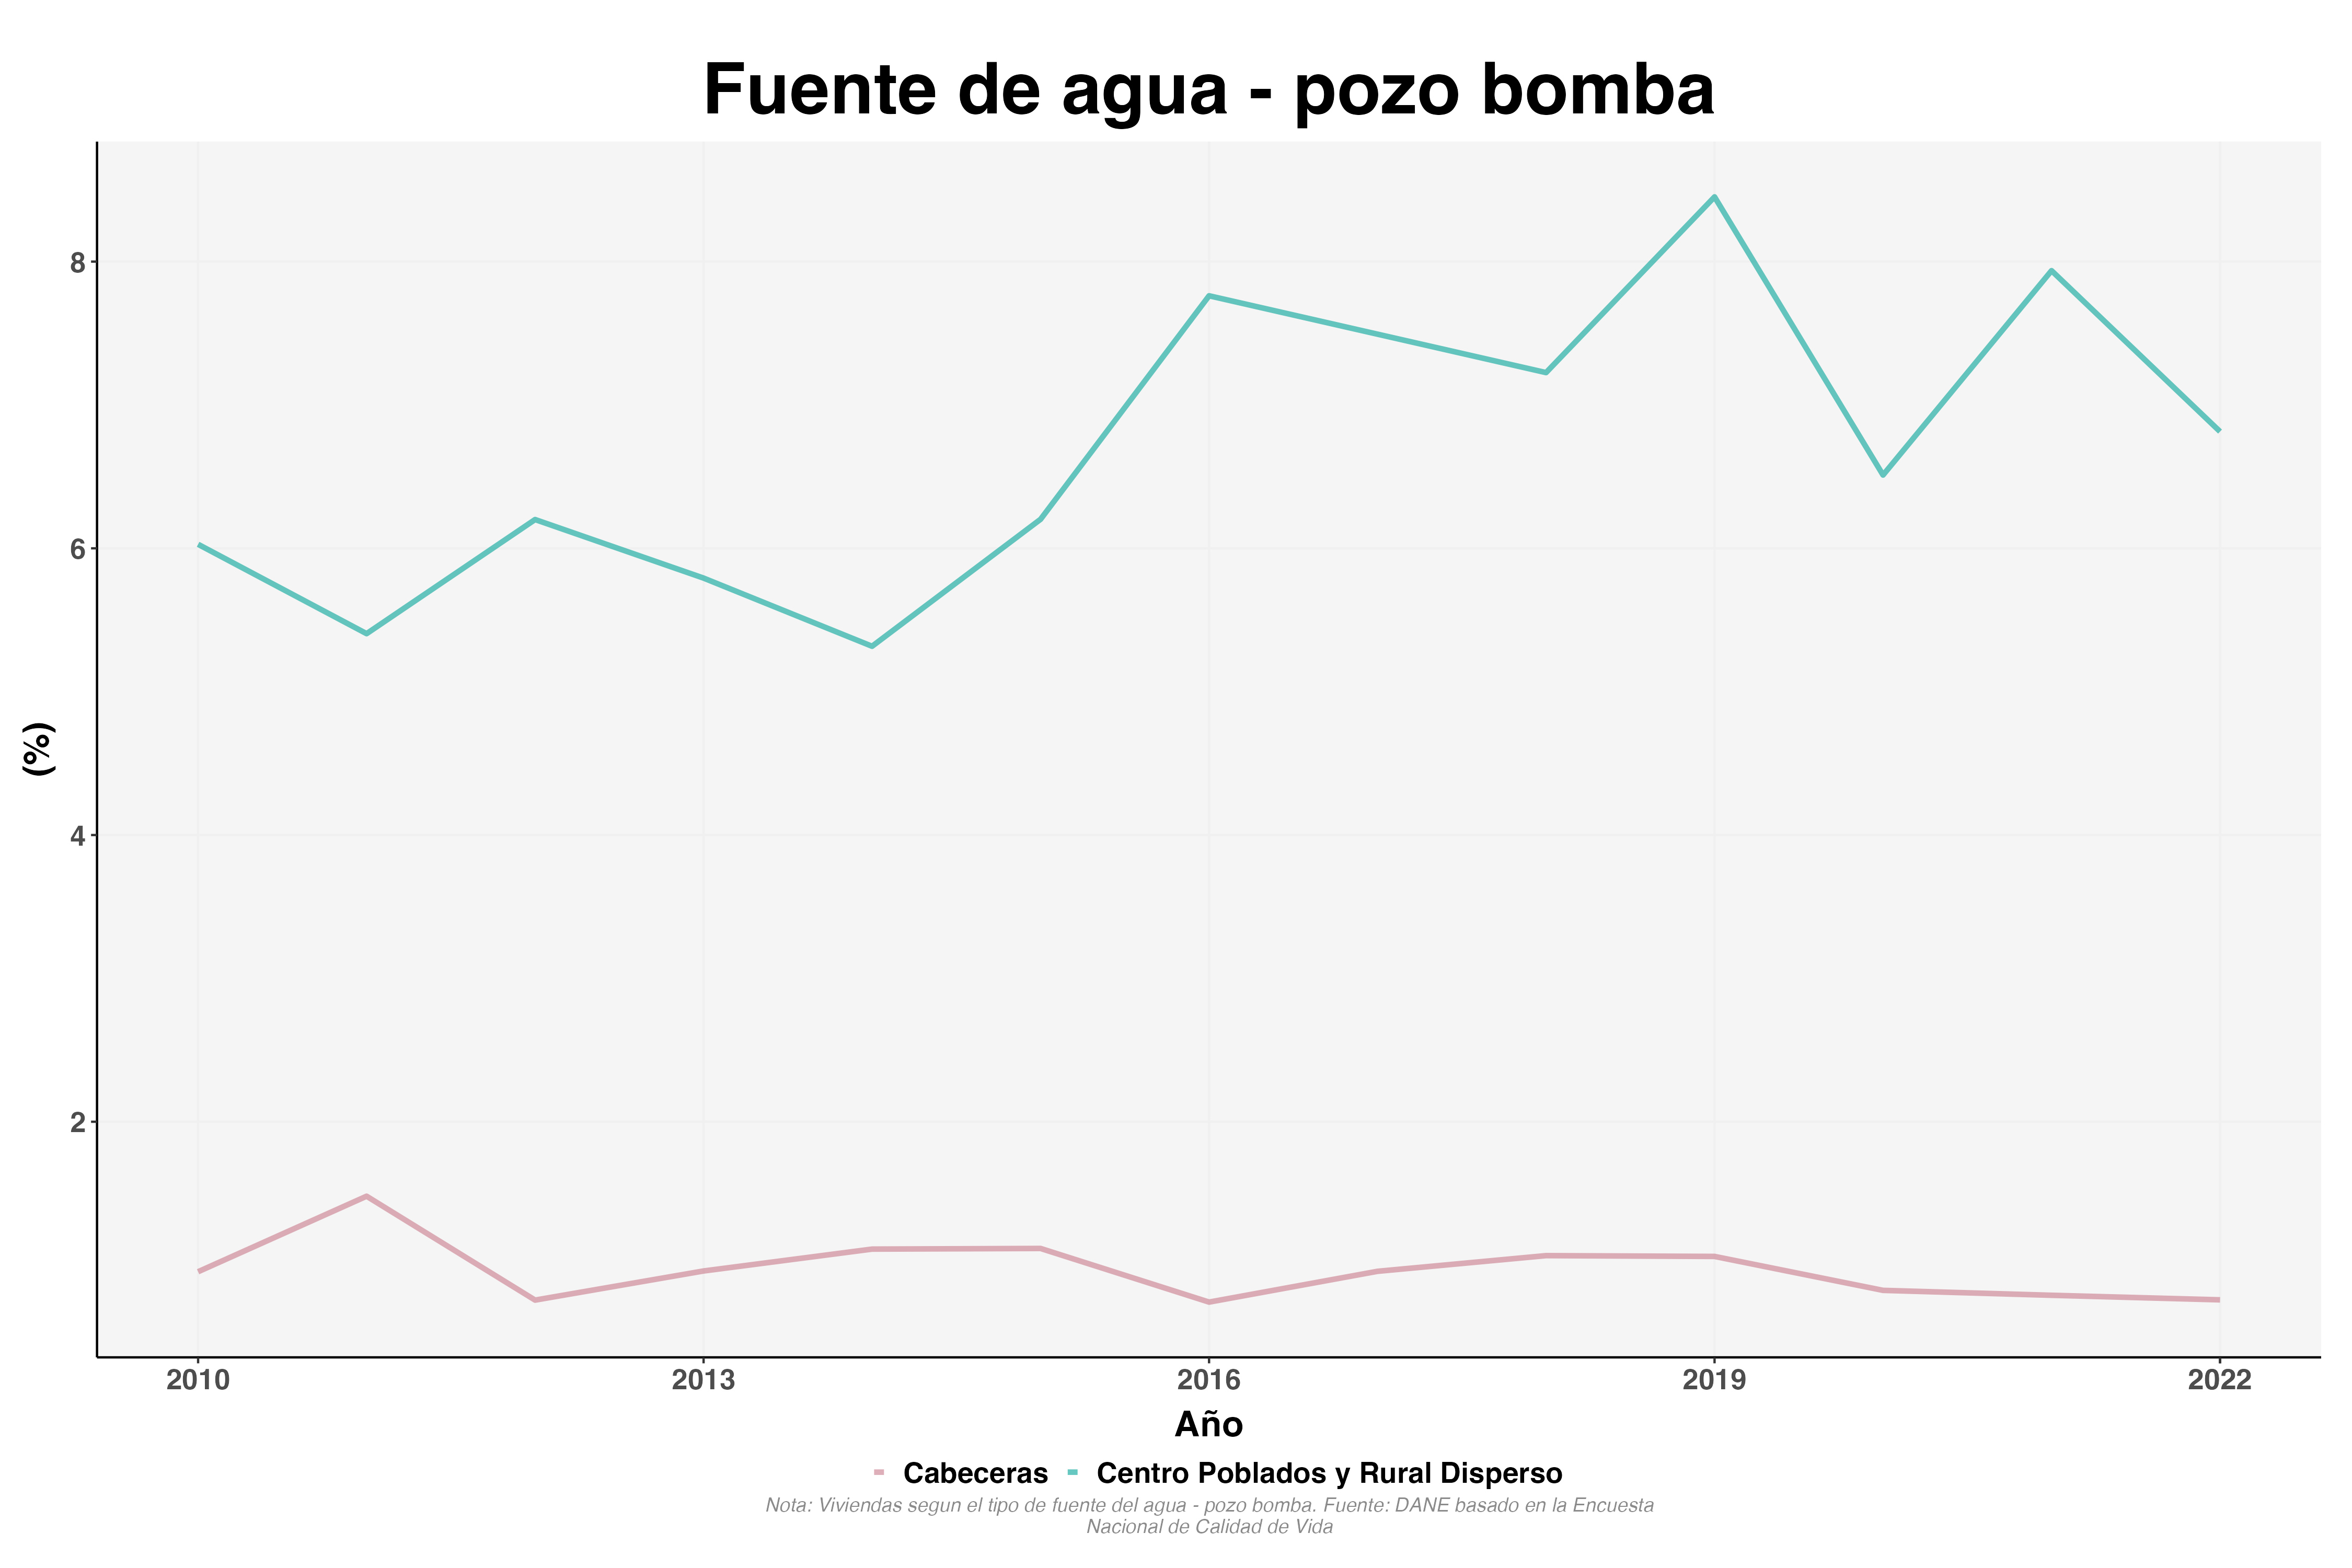 Fuente de agua - pozo bomba
(%)
8
6
4
2
2010 2013 2016 2019 2022
Año
Cabeceras Centro Poblados y Rural Disperso
Nota: Viviendas segun el tipo de fuente del agua - pozo bomba. Fuente: DANE basado en la Encuesta
Nacional de Calidad de Vida